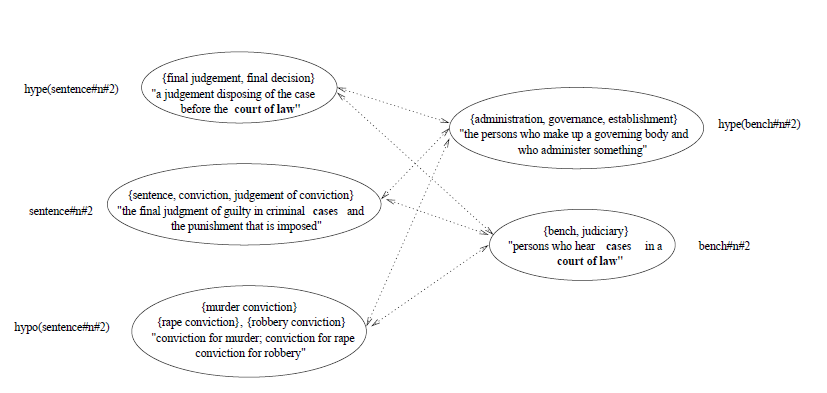 hype(sentence#n#2)
{final judgement, final decision}
"a judgement disposing of the case
before the court of law"
{administration, governance, establishment}
"the persons who make up a governing body and
who administer something"
hype(bench#n#2)
sentence#n#2
{sentence, conviction, judgement of conviction}
"the final judgment of guilty in criminal cases and
the punishment that is imposed"
{bench, judiciary}
"persons who hear cases in a
court of law"
bench#n#2
hypo(sentence#n#2)
{murder conviction}
{rape conviction}, {robbery conviction}
"conviction for murder; conviction for rape
conviction for robbery"